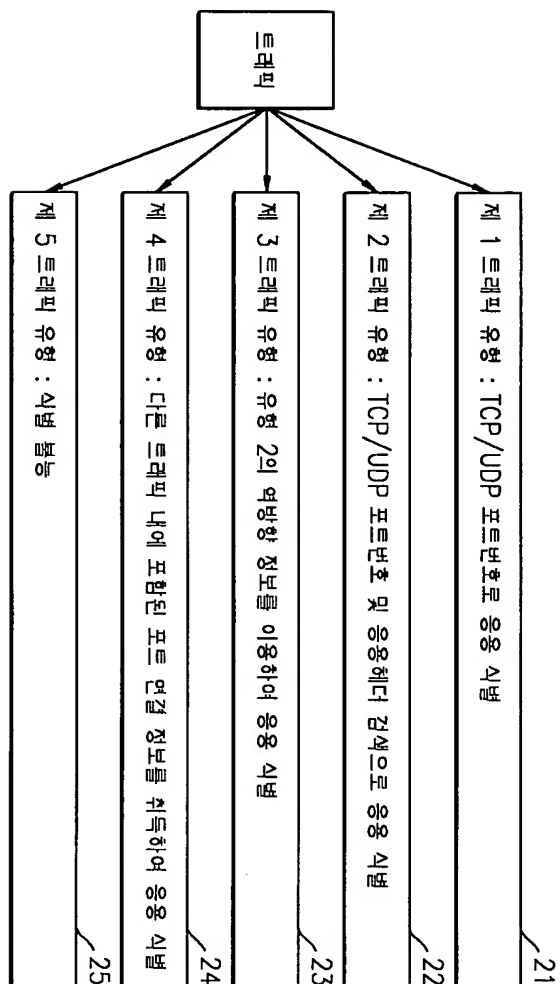 트래픽
제 1 트래픽 유형 : TCP/UDP 포트번호로 응용 식별
21
제 2 트래픽 유형 : TCP/UDP 포트번호 및 응용헤더 검색으로 응용 식별
22
제 3 트래픽 유형 : 유형 2의 역방향 정보를 이용하여 응용 식별
23
제 4 트래픽 유형 : 다른 트래픽 내에 포함된 포트 연결 정보를 취득하여 응용 식별
24
제 5 트래픽 유형 : 식별 불능
25